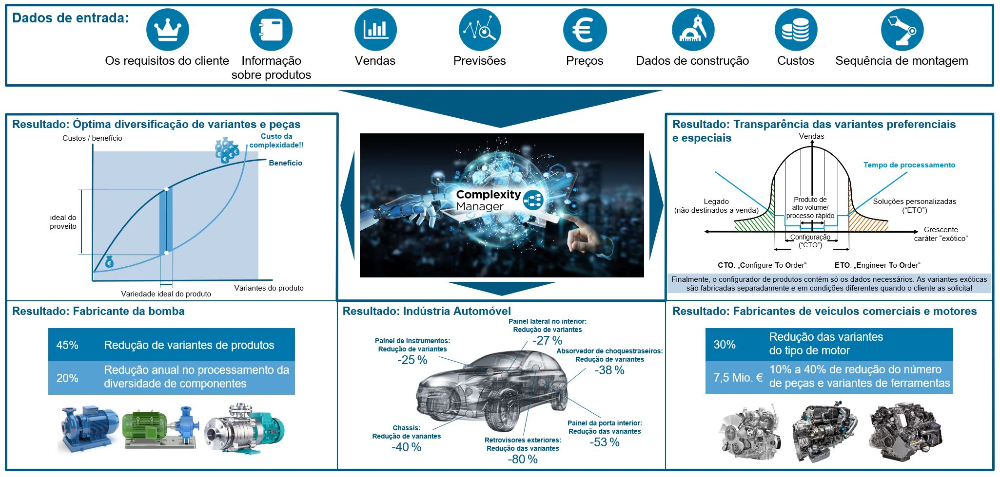 Dados de entrada:
Os requisitos do cliente
Informação
sobre produtos
Vendas
Previsões
Preços
Dados de construção
Custos
Sequência de montagem
Resultado: Óptima diversificação de variantes e peças
Custos / benefício
Custo da
complexidade!!
Benefício
ideal do
proveito
Variantes do produto
Variedade ideal do produto
Complexity
Manager
Resultado: Transparência das variantes preferenciais
e especiais
Vendas
Tempo de processamento
Legado
(não destinados a venda)
Produto de
alto volume/
processo rápido
Soluções personalizadas
(“ETO”)
Crescente
caráter “exótico”
Configuração
(“CTO”)
CTO: „Configure To Order“
ETO: „Engineer To Order“
Finalmente, o configurador de produtos contém só os dados necessários. As variantes exóticas
são fabricadas separadamente e em condições diferentes quando o cliente as solicita!
Resultado: Fabricante da bomba
45%
Redução de variantes de produtos
20%
Redução anual no processamento da
diversidade de componentes
Resultado: Indústria Automóvel
Painel lateral no interior:
Redução de variantes
-27 %
Painel de instrumentos:
Redução de variantes
-25 %
Absorvedor de choquestraseiros:
Redução de variantes
-38 %
Chassis:
Redução de variantes
-40 %
Retrovisores exteriores:
Redução das variantes
-80 %
Painel da porta interior:
Redução das variantes
-53 %
Resultado: Fabricantes de veículos comerciais e motores
30%
Redução das variantes
do tipo de motor
7,5 Mio. €
10% a 40% de redução do número
de peças e variantes de ferramentas